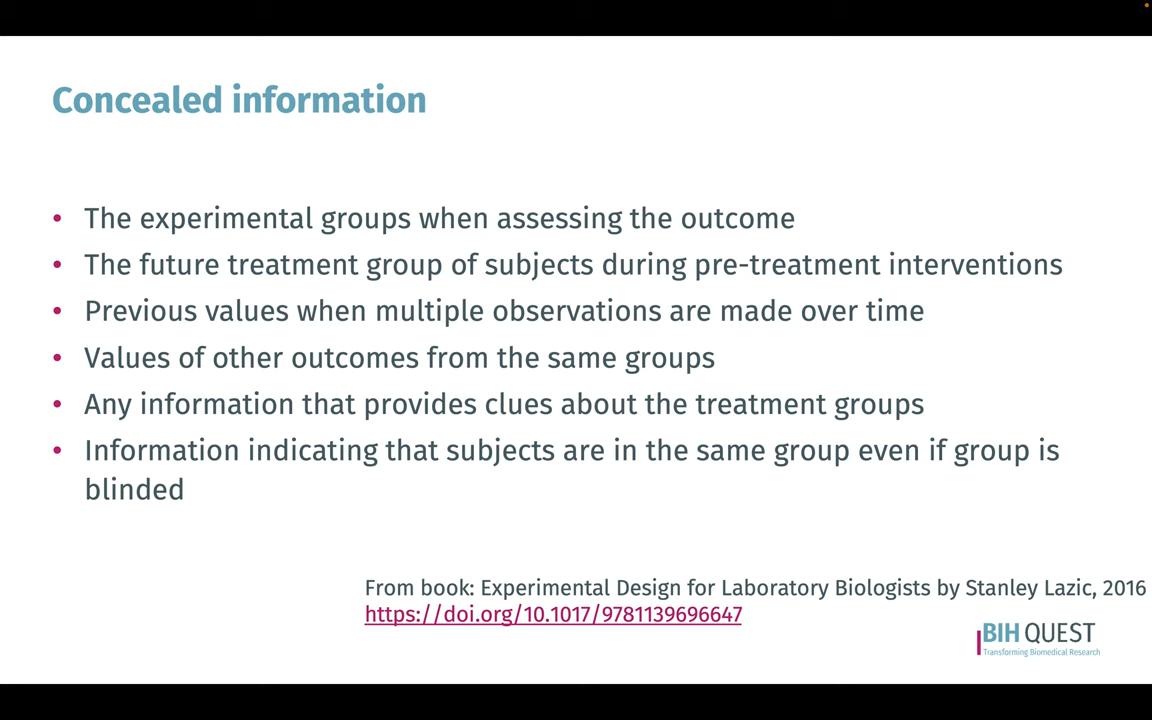 Concealed information
• The experimental groups when assessing the outcome
• The future treatment group of subjects during pre-treatment interventions
• Previous values when multiple observations are made over time
• Values of other outcomes from the same groups
• Any information that provides clues about the treatment groups
• Information indicating that subjects are in the same group even if group is
blinded
From book: Experimental Design for Laboratory Biologists by Stanley Lazic, 2016
https://doi.org/10.1017/9781139696647
BIH QUEST
Transforming Biomedical Research